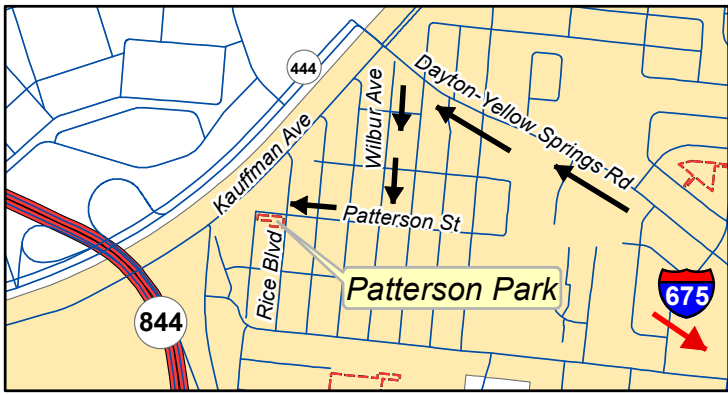 444
Kauffman Ave
Wilbur Ave
Dayton-Yellow Springs Rd
Patterson St
Rice Blvd
Patterson Park
844
675